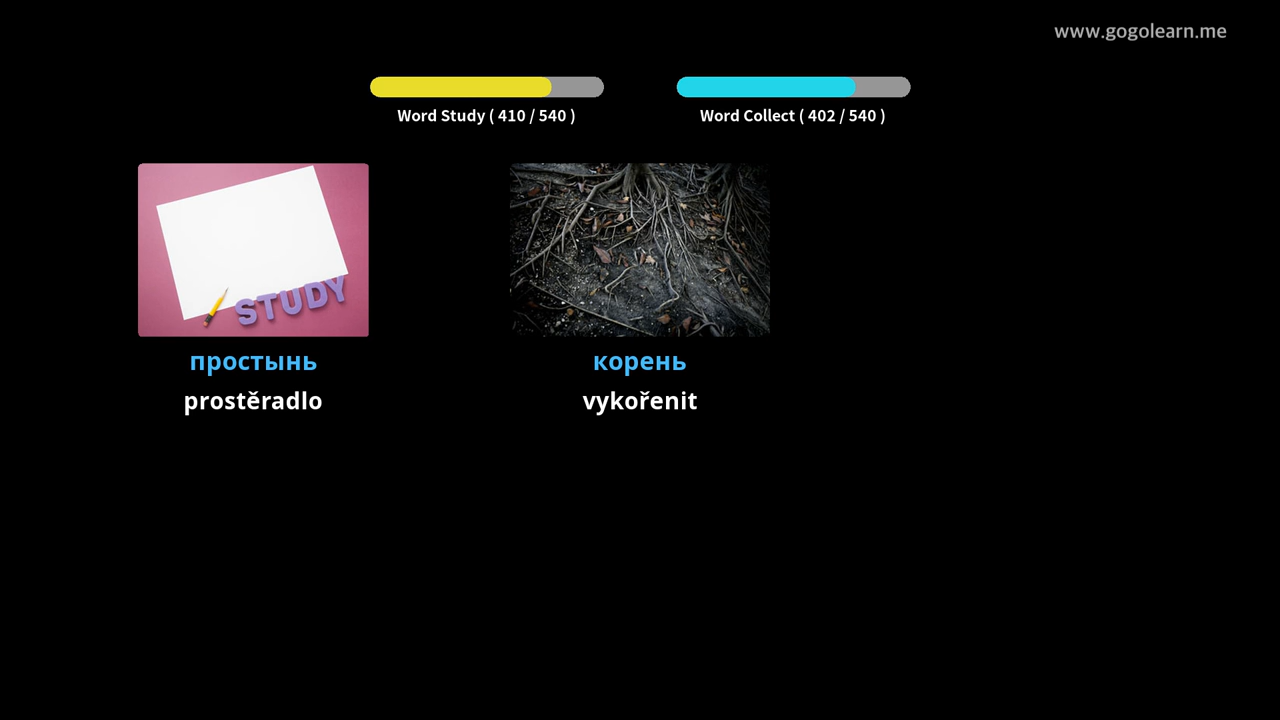 www.gogolearn.me
Word Study ( 410 / 540 )
Word Collect ( 402 / 540 )
STUDY
простынь
prostěradlo
корень
vykořenit